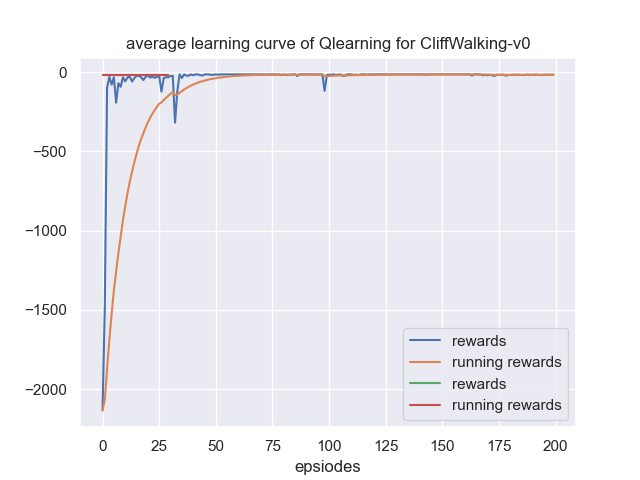 average learning curve of Qlearning for CliffWalking-v0
0
−500
−1000
−1500
−2000
rewards
running rewards
rewards
running rewards
0 25 50 75 100 125 150 175 200
epsiodes